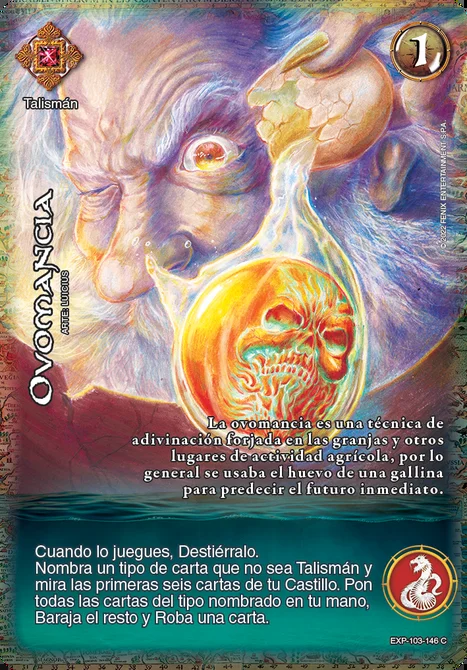 1
Talismán
OVOMANCIA
ARTE: LUICIUS
©2022 FENIX ENTERTAINMENT S.P.A.
La ovomancia es una técnica de
adivinación forjada en las granjas y otros
lugares de actividad agrícola, por lo
general se usaba el huevo de una gallina
para predecir el futuro inmediato.
Cuando lo juegues, Destiérralo.
Nombra un tipo de carta que no sea Talismán y
mira las primeras seis cartas de tu Castillo. Pon
todas las cartas del tipo nombrado en tu mano,
Baraja el resto y Roba una carta.
EXP-103-146 C